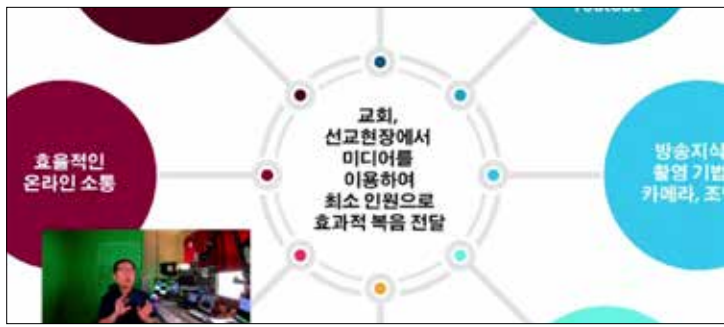 Youtube
교회,
선교현장에서
미디어를
이용하여
최소 인원으로
효과적 복음 전달
효율적인
온라인 소통
방송지식
촬영 기법
카메라, 조